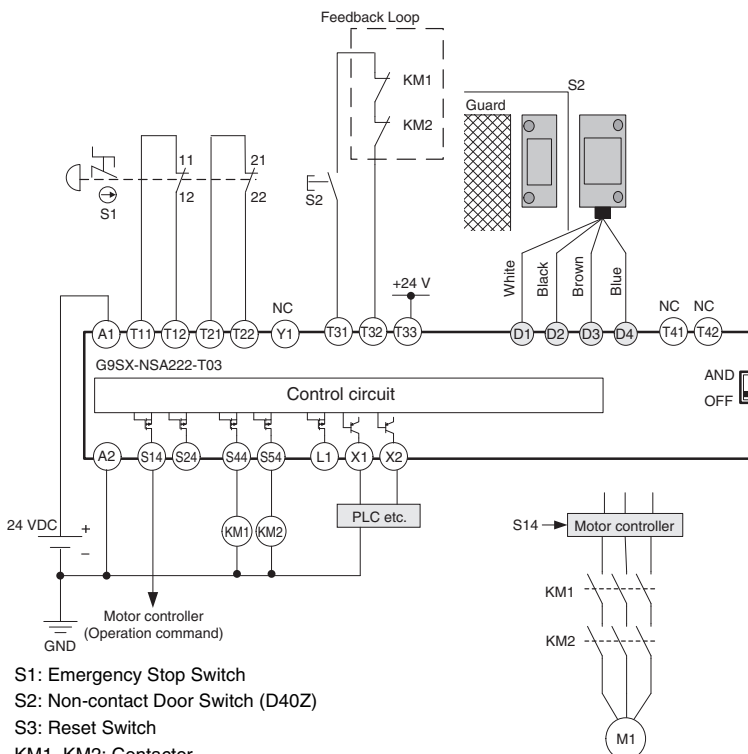 Feedback Loop
KM1
KM2
S2
Guard
11
21
12
22
S1
S2
White
Black
Brown
Blue
+24 V
NC
NC NC
A1 T11 T12 T21 T22 Y1 T31 T32 T33 D1 D2 D3 D4 T41 T42
G9SX-NSA222-T03
AND
OFF
Control circuit
A2 S14 S24 S44 S54 L1 X1 X2
24 VDC
+
–
KM1 KM2
PLC etc.
S14
Motor controller
KM1
KM2
Motor controller
(Operation command)
GND
M1
S1: Emergency Stop Switch
S2: Non-contact Door Switch (D40Z)
S3: Reset Switch
KM1, KM2: Contactor